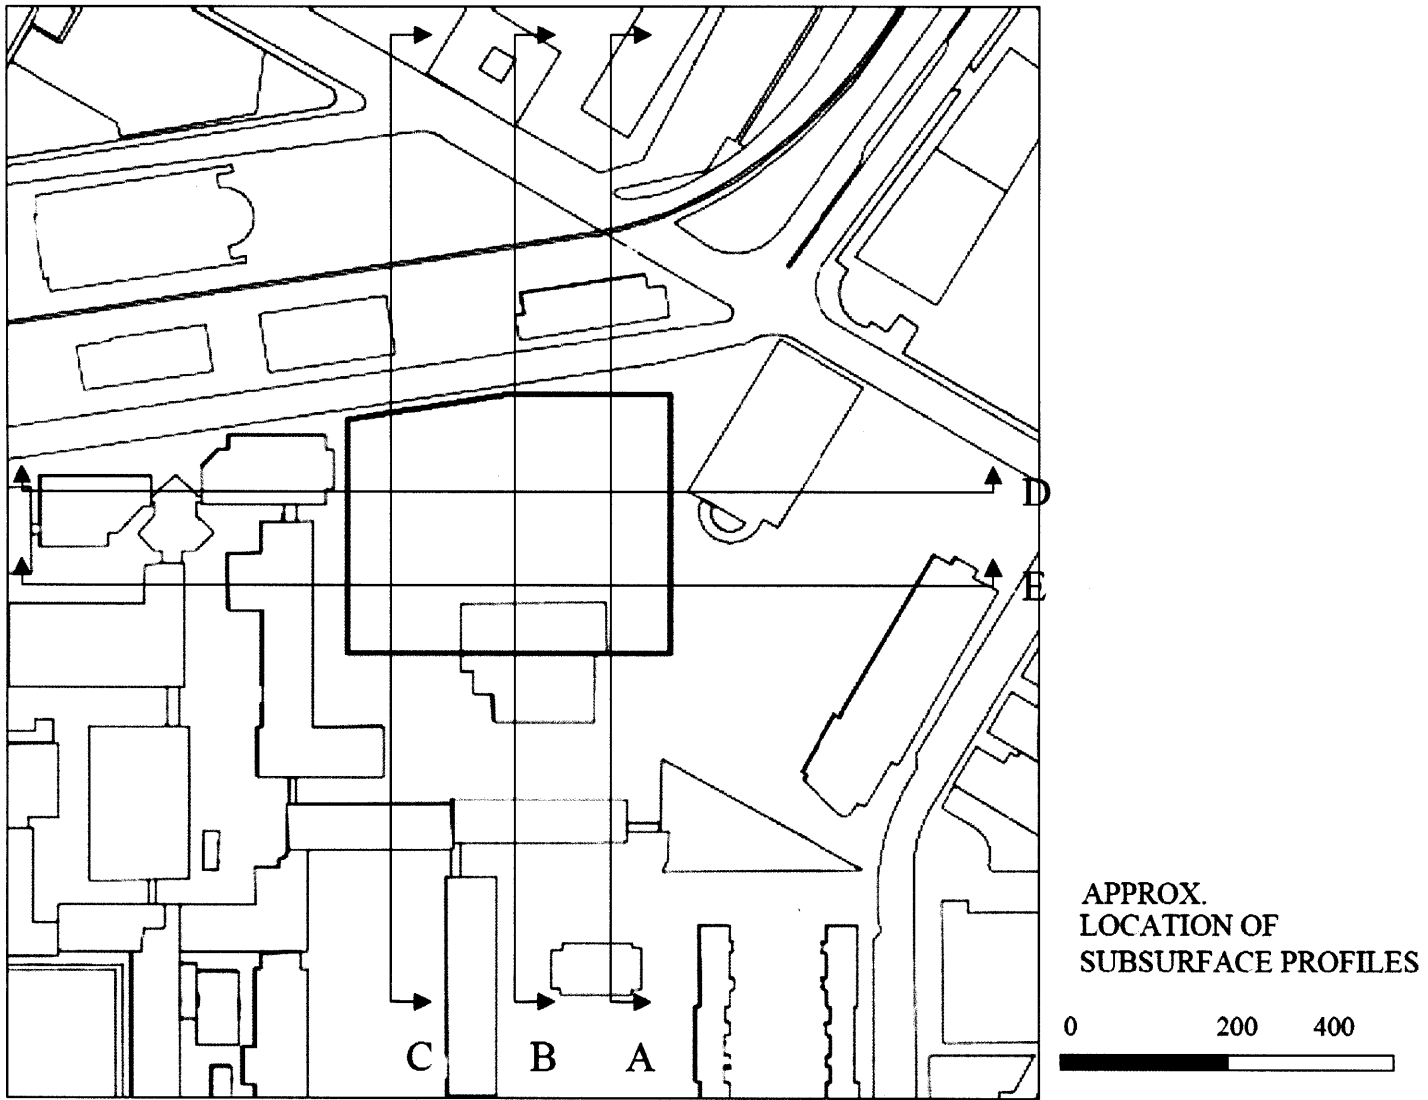 D
E
APPROX.
LOCATION OF
SUBSURFACE PROFILES
0 200 400
C B A